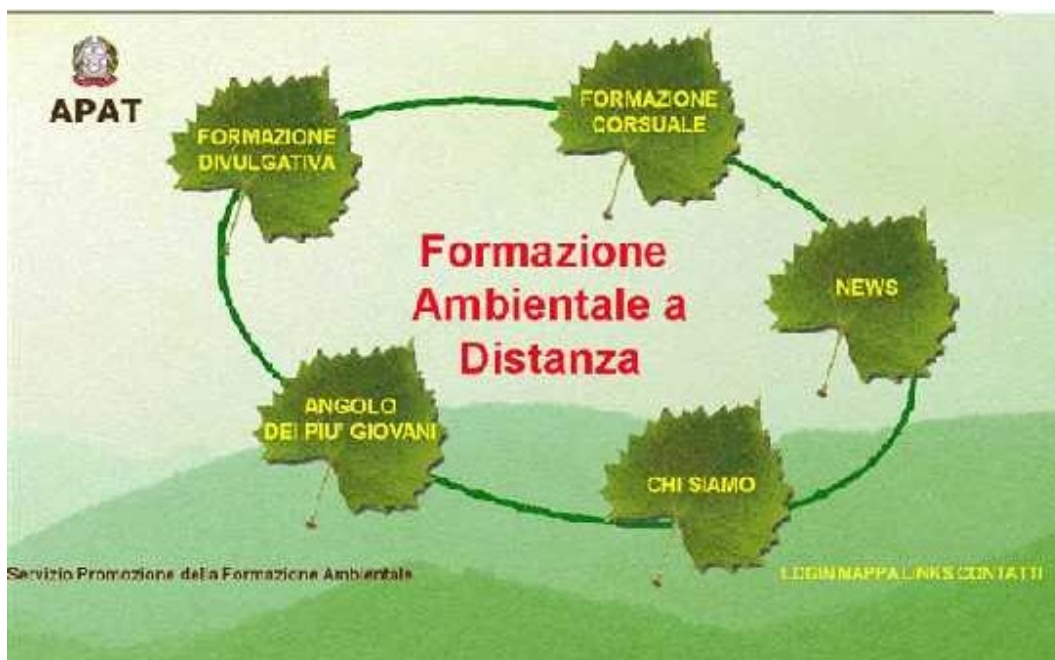 APAT
FORMAZIONE
DIVULGATIVA
FORMAZIONE
CORSUALE
NEWS
Formazione
Ambientale a
Distanza
ANGOLO
DEI PIU' GIOVANI
CHI SIAMO
Servizio Promozione della Formazione Ambientale
LOGIN MAPPA LINKS CONTATTI